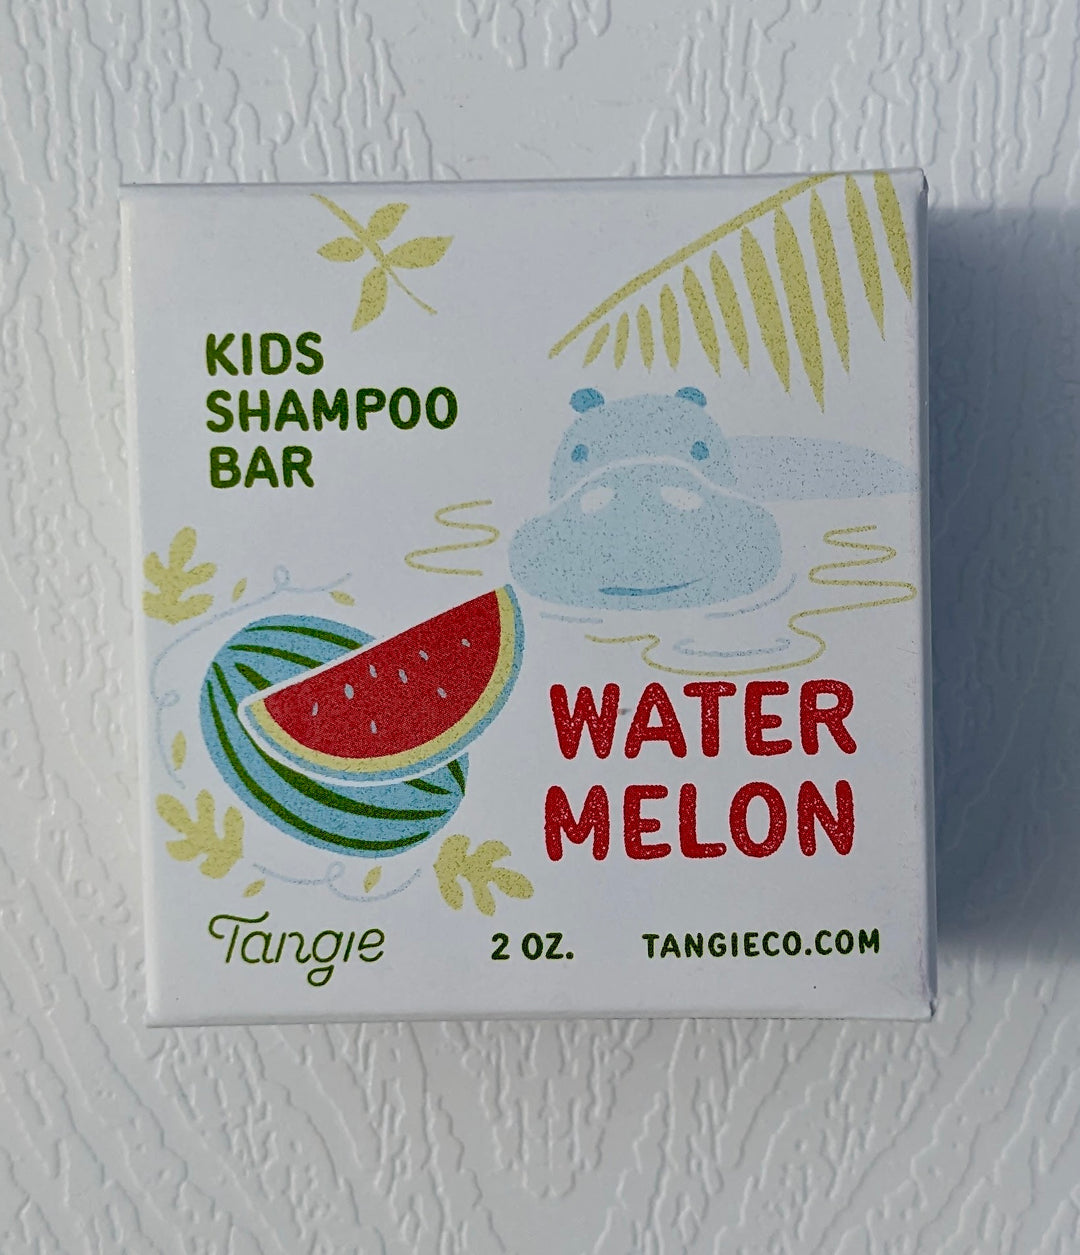 KIDS
SHAMPOO
BAR
WATER
MELON
Tangie 2 OZ. TANGIECO.COM